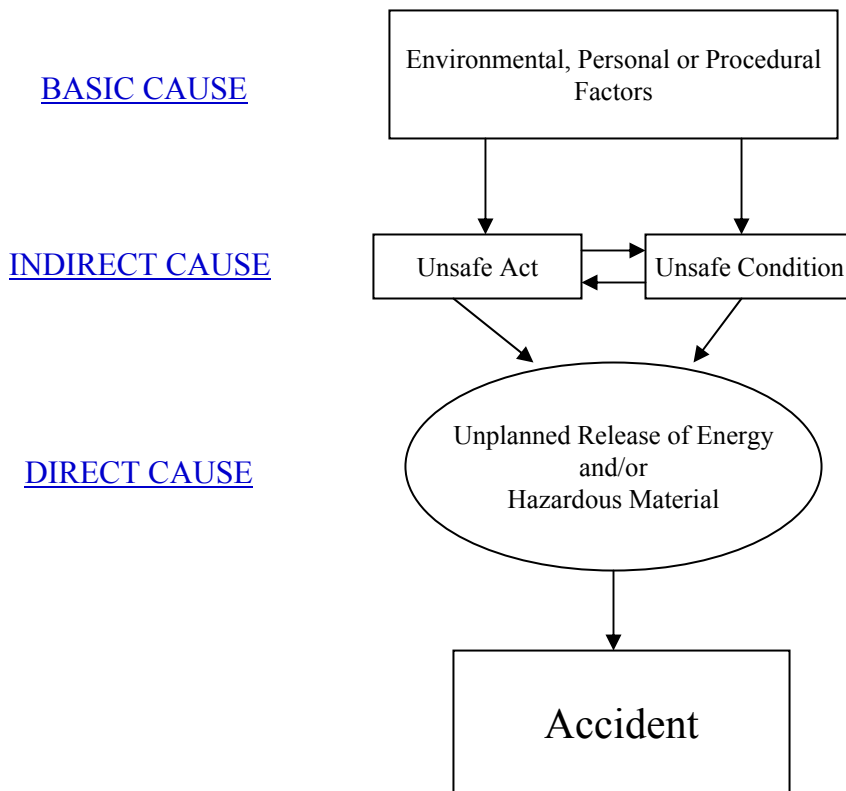 BASIC CAUSE
Environmental, Personal or Procedural
Factors
INDIRECT CAUSE
Unsafe Act
Unsafe Condition
DIRECT CAUSE
Unplanned Release of Energy
and/or
Hazardous Material
Accident